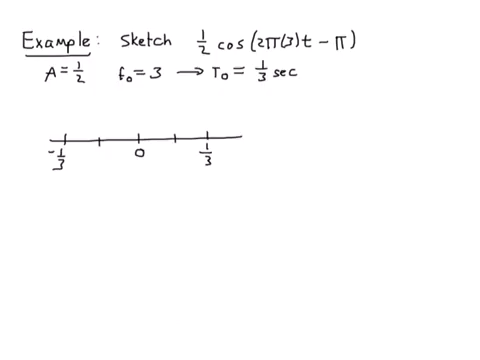 Example: Sketch 1/2 cos(2π(3)t - π)
A = 1/2 f₀ = 3 → T₀ = 1/3 sec
-1/3 0 1/3